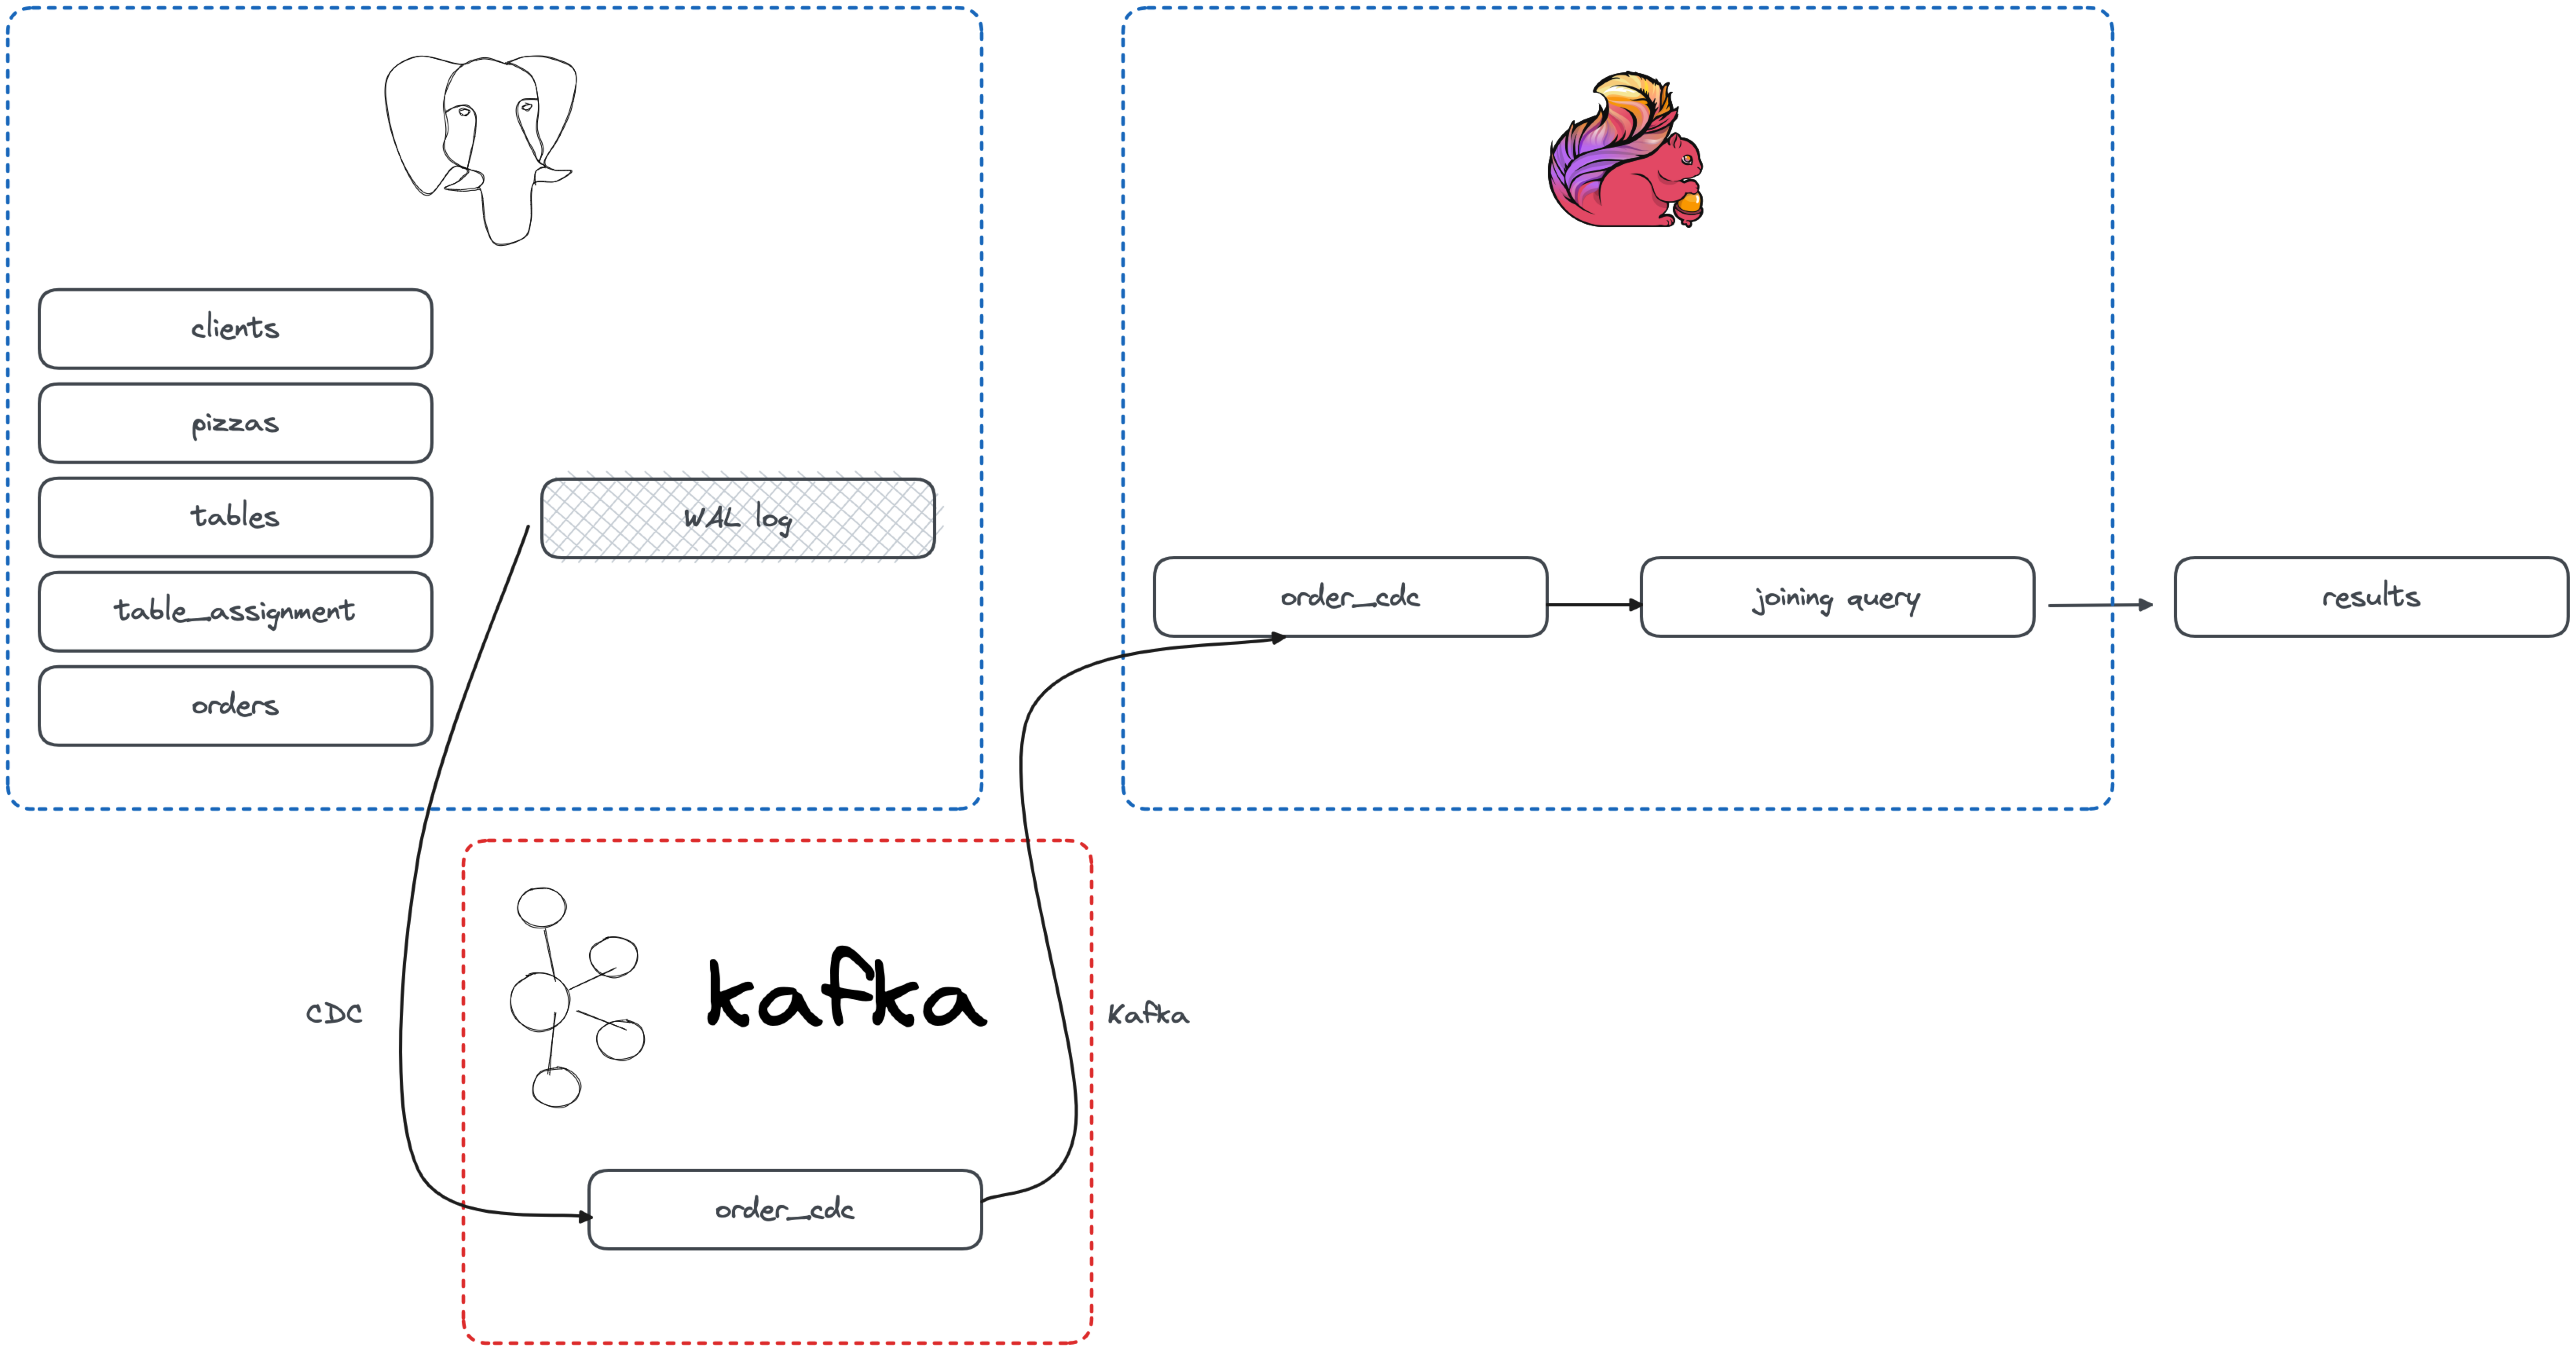 clients
pizzas
tables
table_assignment
orders
WAL log
order_cdc
joining query
results
CDC
kafka
Kafka
order_cdc